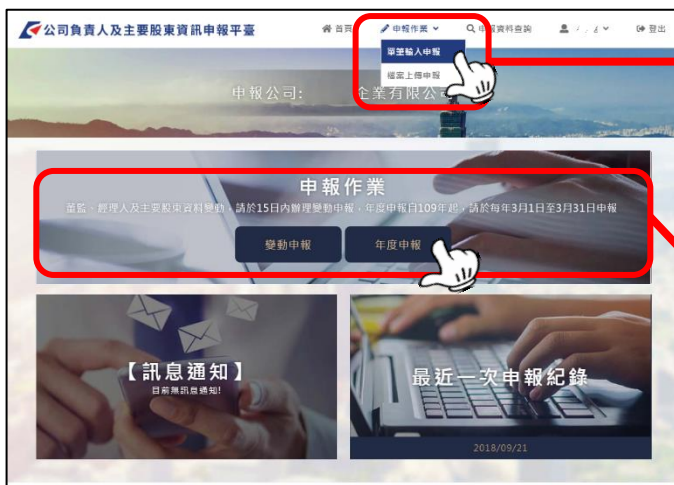 公司負責人及主要股東資訊申報平臺
首頁
申報作業
申報資料查詢
登出
單筆輸入申報
檔案上傳申報
申報公司: 企業有限公司
申報作業
董監、經理人及主要股東資料變動,請於15日內辦理變動申報,年度申報自109年起,請於每年3月1日至3月31日申報
變動申報
年度申報
【訊息通知】
目前無訊息通知!
最近一次申報紀錄
2018/09/21